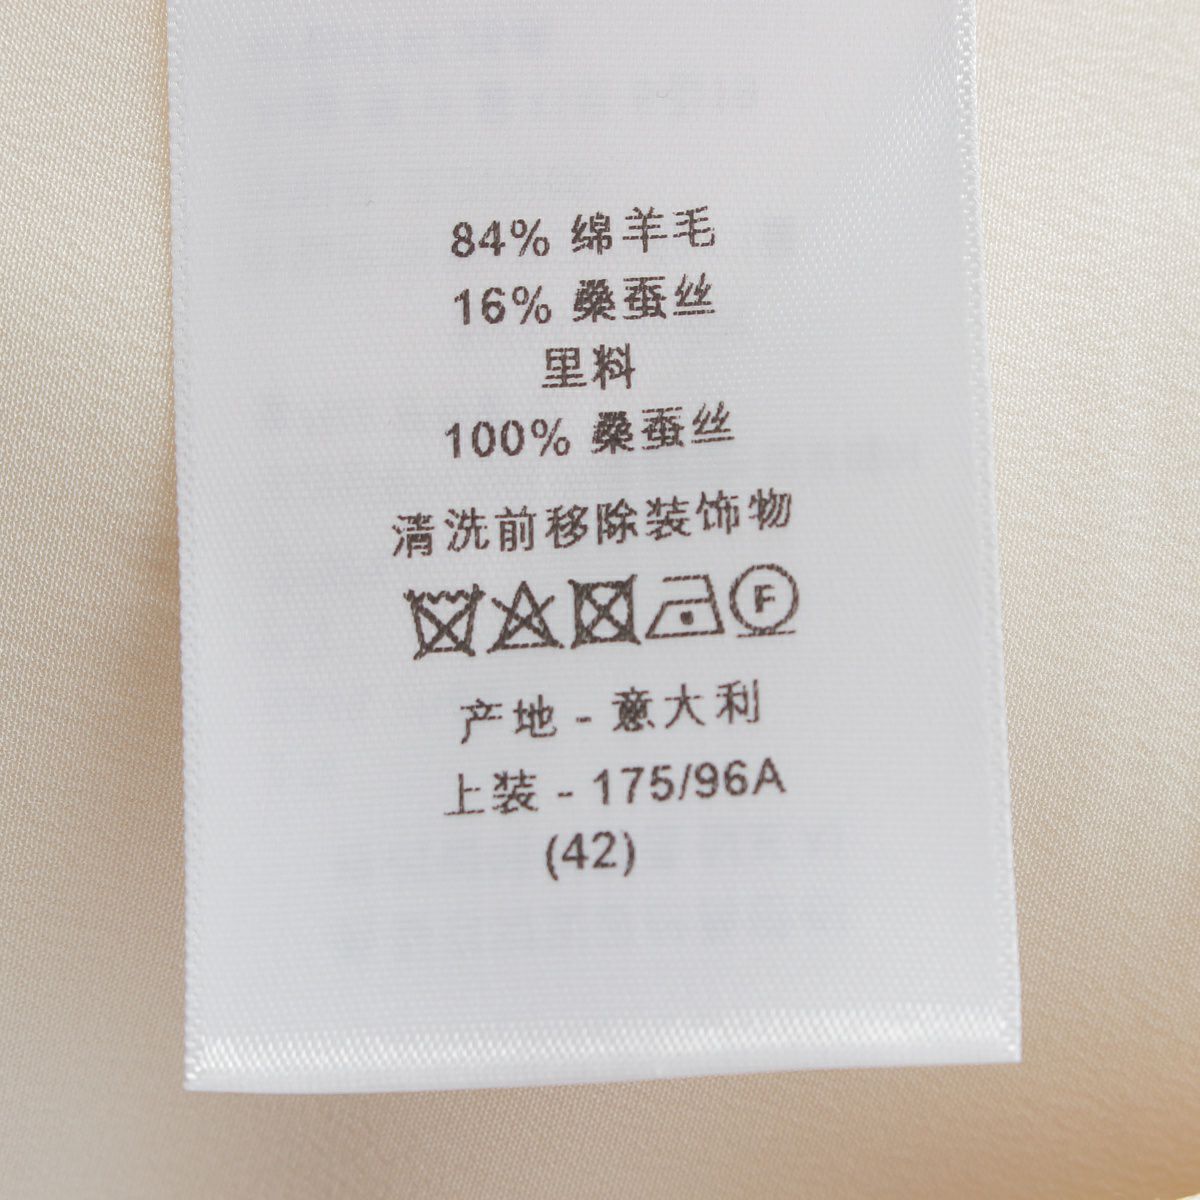 84% 绵羊毛
16% 桑蚕丝
里料
100% 桑蚕丝
清洗前移除装饰物
F
产地 - 意大利
上装 - 175/96A
(42)